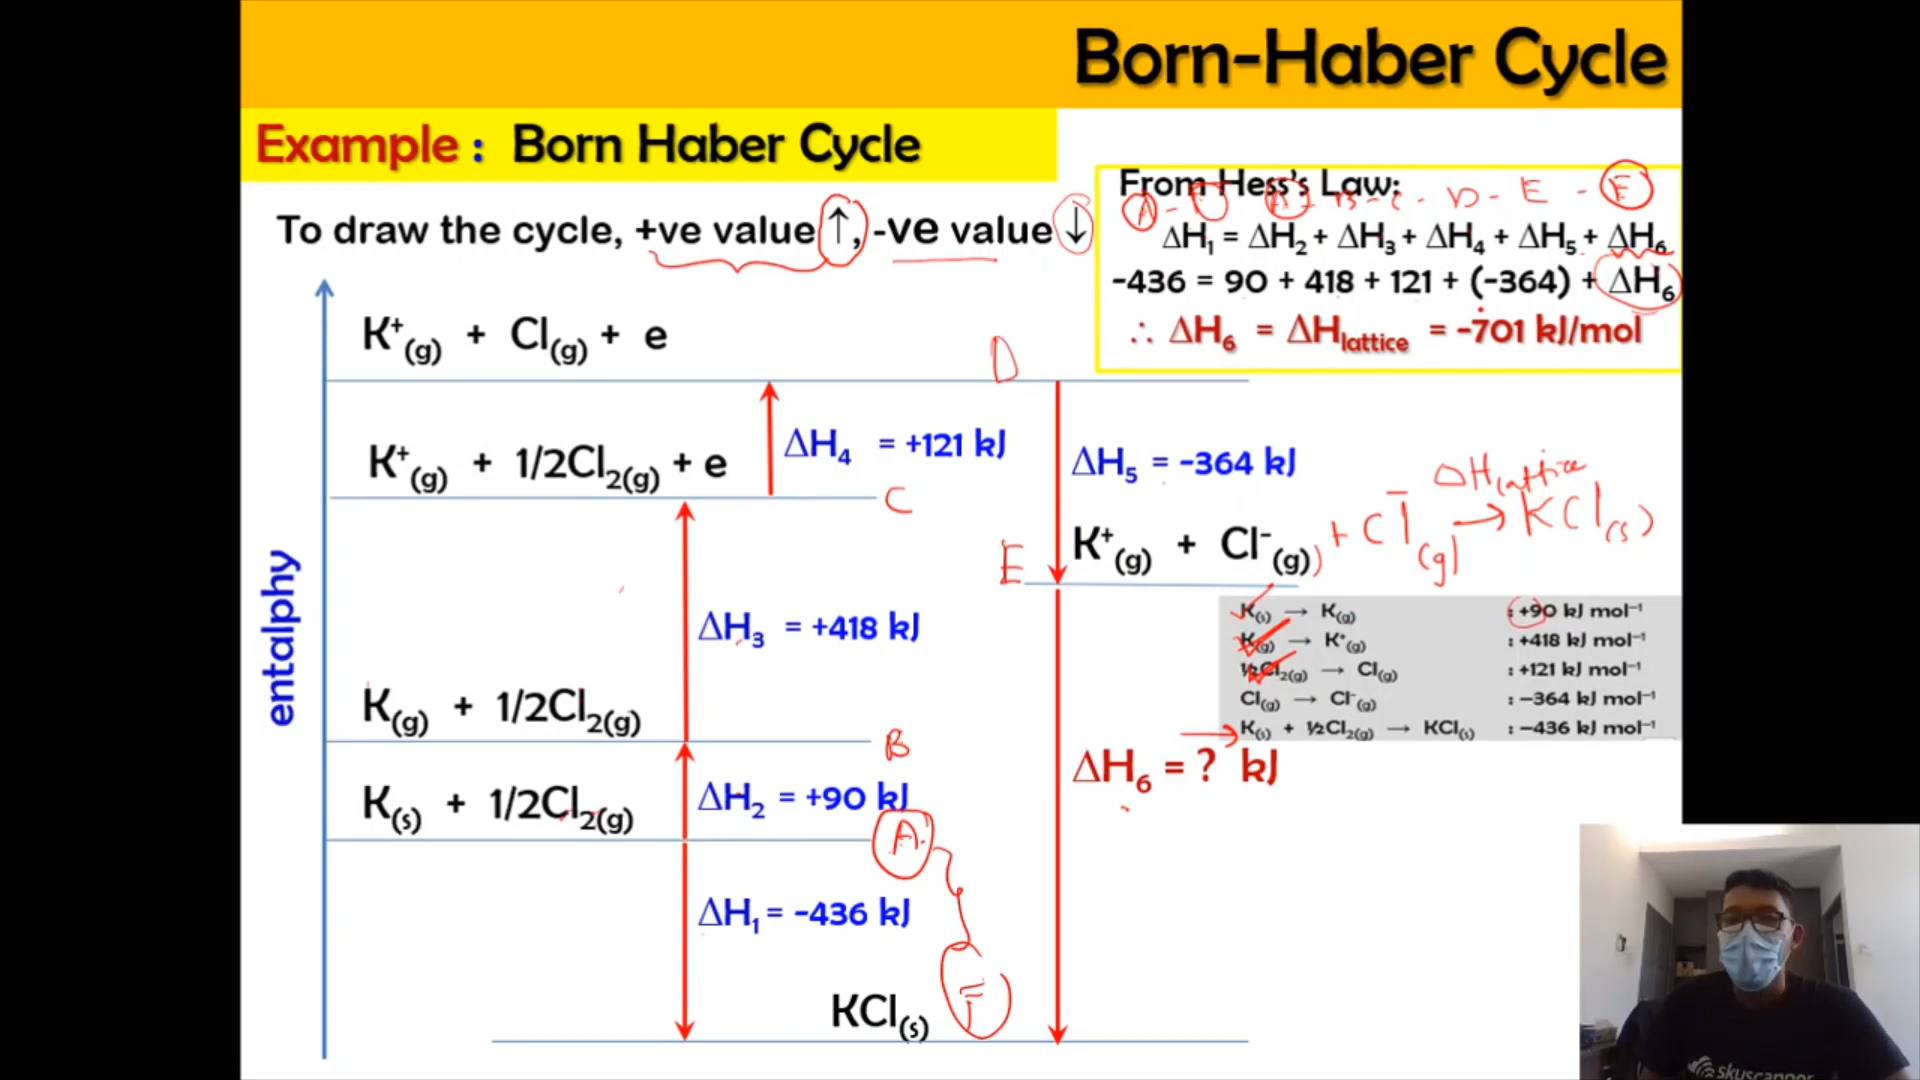 Born-Haber Cycle
Example : Born Haber Cycle
To draw the cycle, +ve value ↑, -ve value ↓
From Hess's Law:
A - F A - B - C - D - E - F
ΔH₁ = ΔH₂ + ΔH₃ + ΔH₄ + ΔH₅ + ΔH₆
-436 = 90 + 418 + 121 + (-364) + ΔH₆
∴ ΔH₆ = ΔHlattice = -701 kJ/mol
entalphy
K⁺(g) + Cl(g) + e
D
ΔH₄ = +121 kJ
K⁺(g) + 1/2Cl₂(g) + e
C
ΔH₅ = -364 kJ
ΔHlattice
K⁺(g) + Cl⁻(g) + Cl⁻(g) → KCl(s)
E
ΔH₃ = +418 kJ
K(s) → K(g) : +90 kJ mol⁻¹
K(g) → K⁺(g) : +418 kJ mol⁻¹
½Cl₂(g) → Cl(g) : +121 kJ mol⁻¹
Cl(g) → Cl⁻(g) : −364 kJ mol⁻¹
K(s) + ½Cl₂(g) → KCl(s) : −436 kJ mol⁻¹
K(g) + 1/2Cl₂(g)
B
ΔH₆ = ? kJ
K(s) + 1/2Cl₂(g)
ΔH₂ = +90 kJ
A
ΔH₁ = -436 kJ
KCl(s)
F
skyscanner